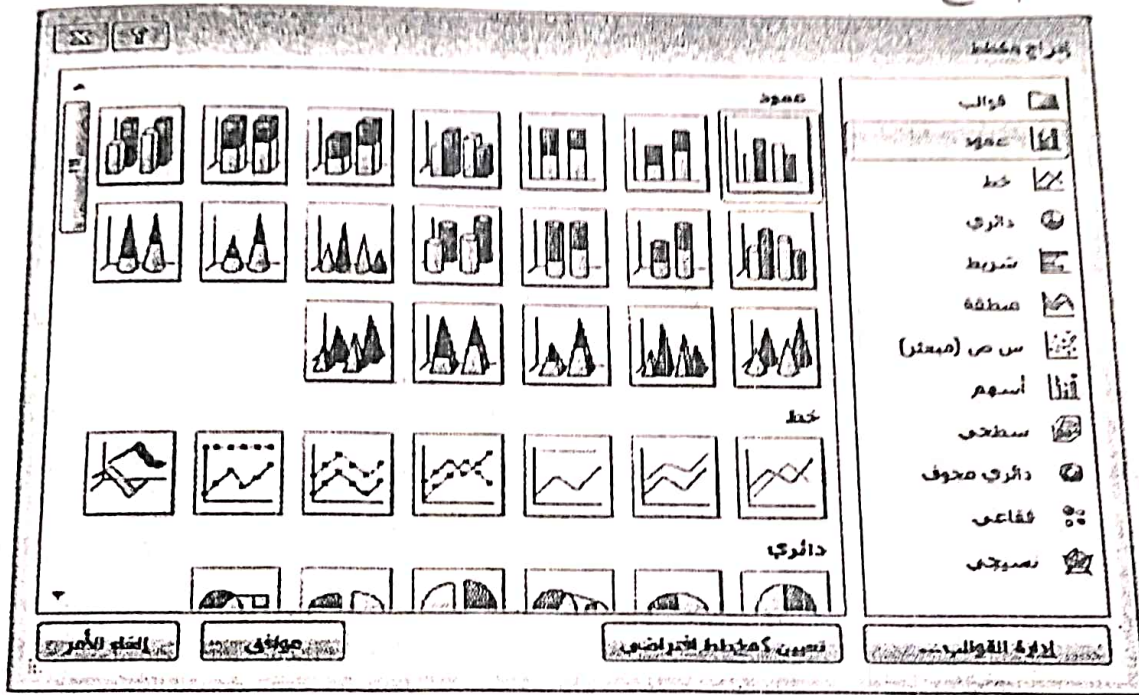 إدراج مخطط
قوالب
عمود
خط
دائري
شريط
منطقة
س ص (مبعثر)
أسهم
سطحي
دائري مجوف
فقاعي
نسيجي
عمود
خط
دائري
إدارة القوالب...
تعيين كمخطط افتراضي
موافق
إلغاء الأمر